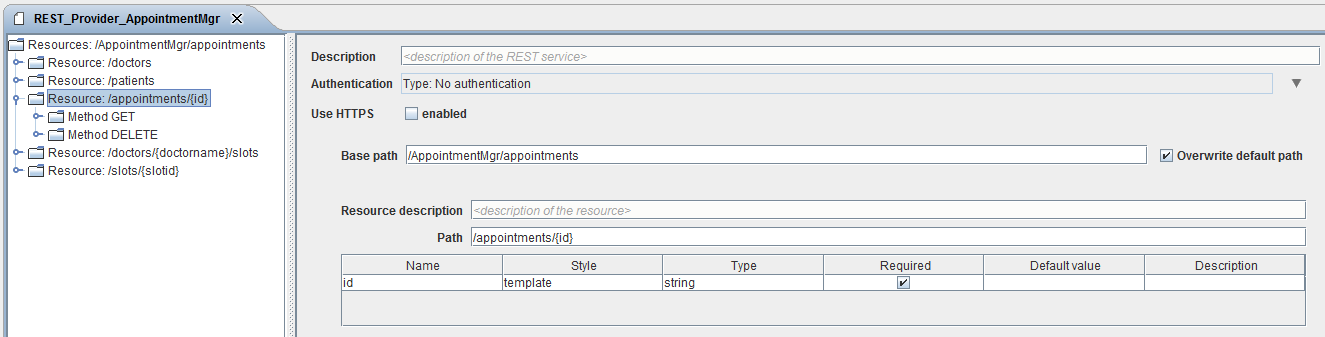 REST_Provider_AppointmentMgr
Resources: /AppointmentMgr/appointments
Resource: /doctors
Resource: /patients
Resource: /appointments/{id}
Method GET
Method DELETE
Resource: /doctors/{doctorname}/slots
Resource: /slots/{slotid}
Description <description of the REST service>
Authentication Type: No authentication
Use HTTPS enabled
Base path /AppointmentMgr/appointments Overwrite default path
Resource description <description of the resource>
Path /appointments/{id}
Name Style Type Required Default value Description
id template string